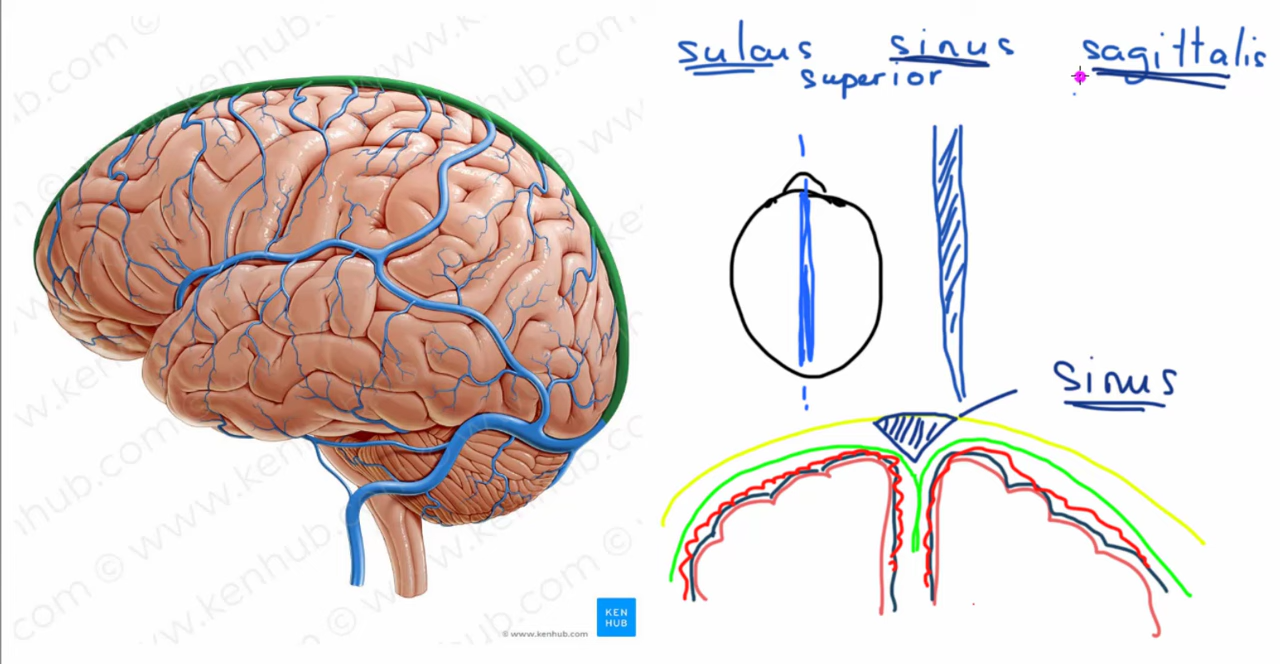 sulcus sinus sagittalis
superior
sinus
KEN
HUB
© www.kenhub.com